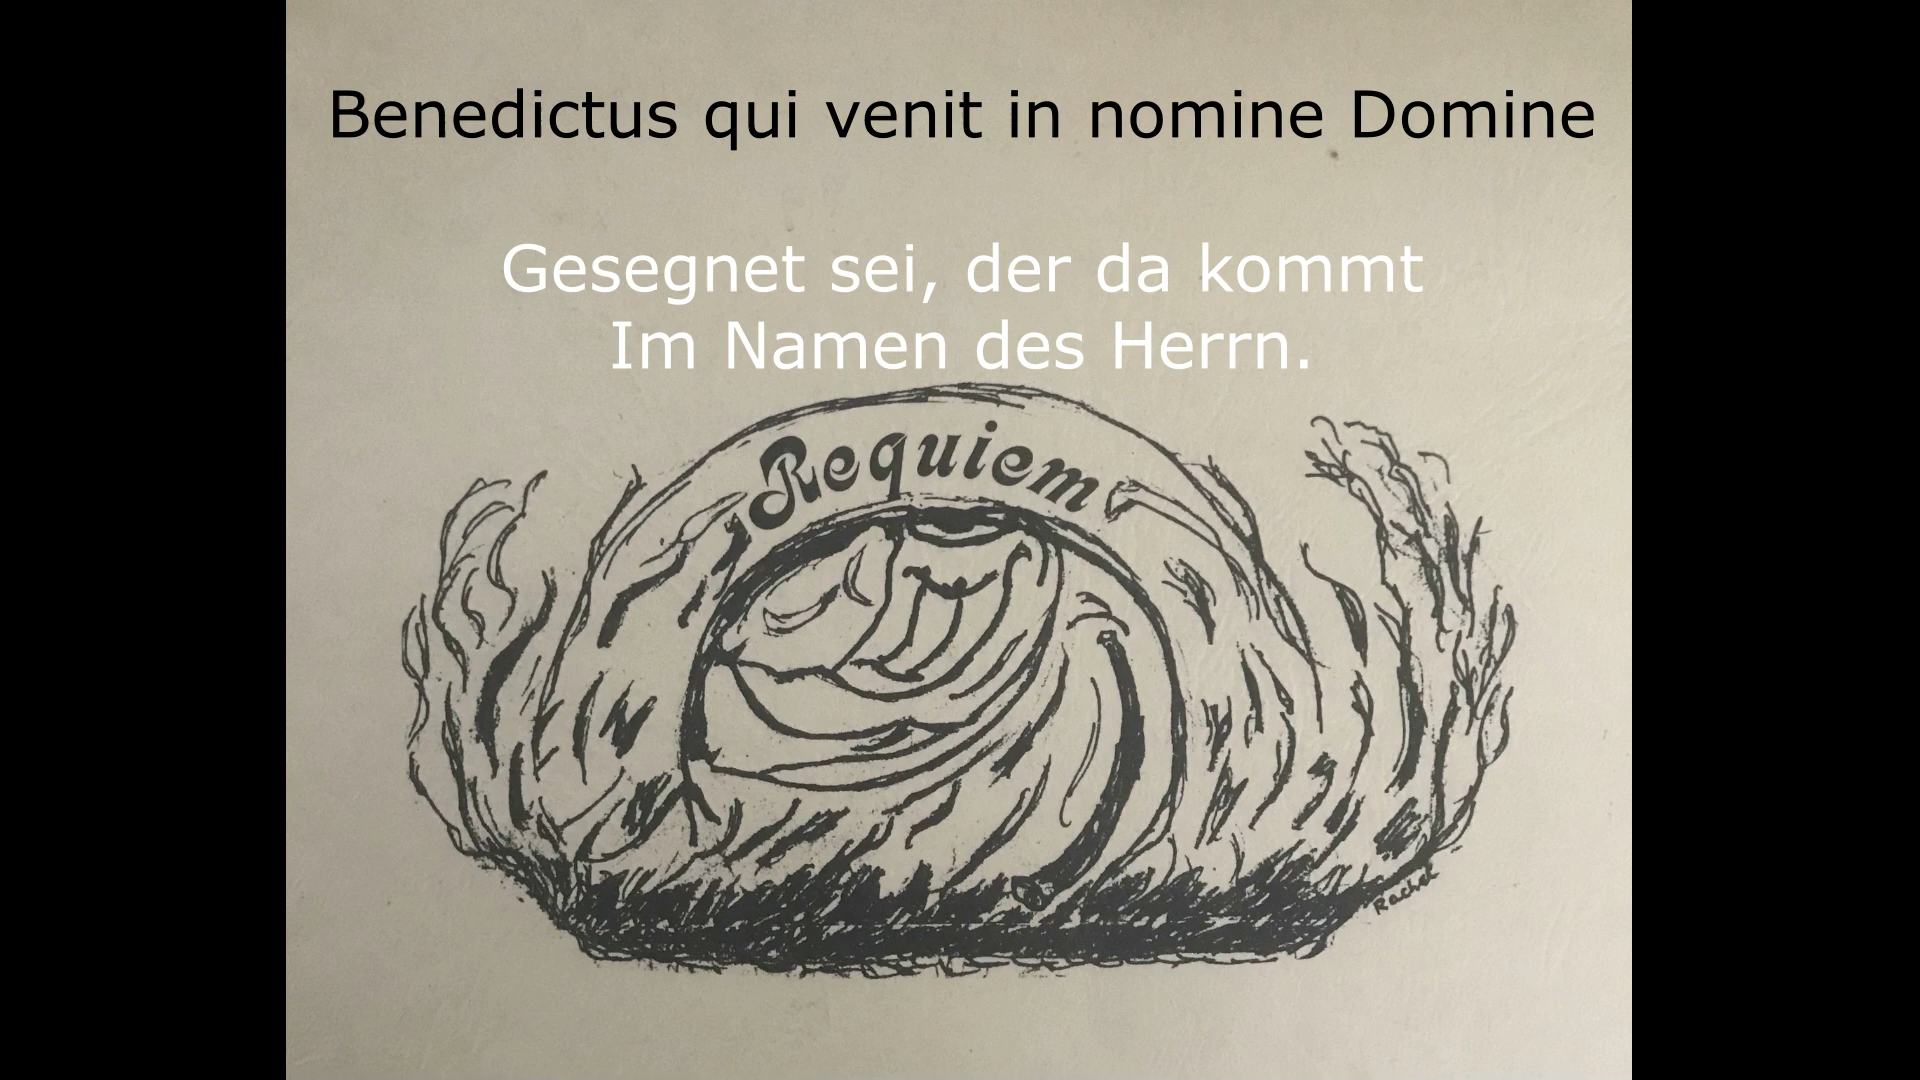 Benedictus qui venit in nomine Domine
Gesegnet sei, der da kommt
Im Namen des Herrn.
Requiem
Rachel